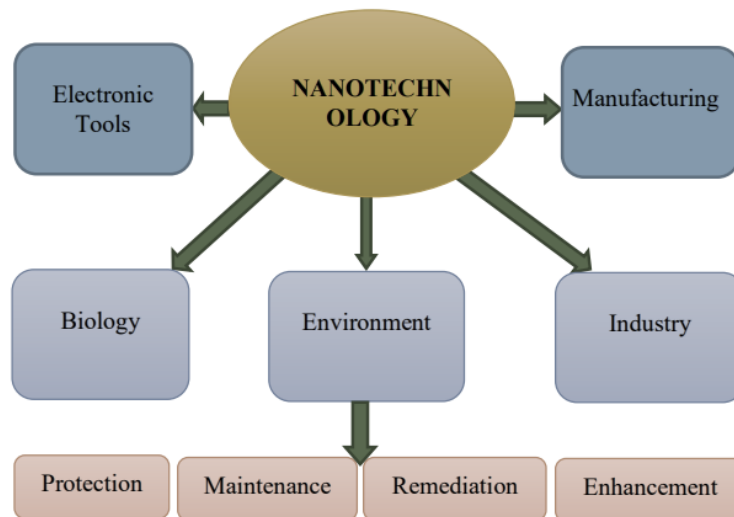 NANOTECHN
OLOGY
Electronic
Tools
Manufacturing
Biology
Environment
Industry
Protection
Maintenance
Remediation
Enhancement